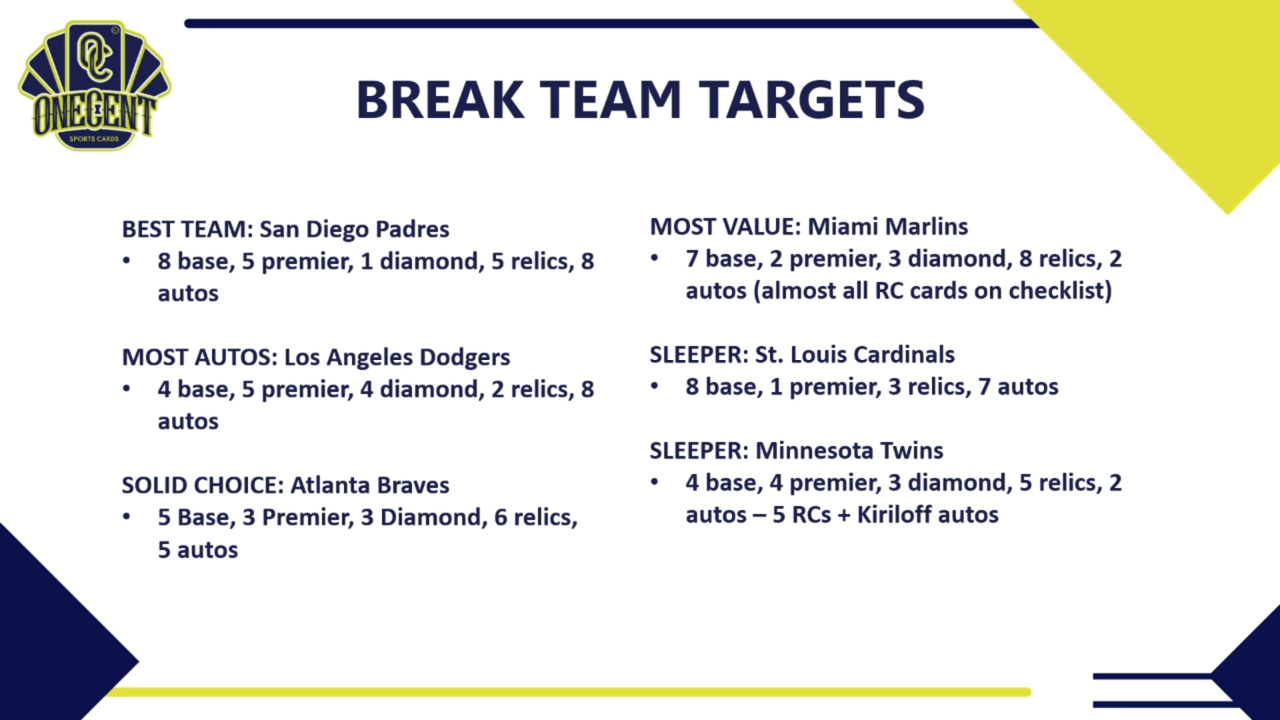 OC
ONECENT
SPORTS CARDS
BREAK TEAM TARGETS
BEST TEAM: San Diego Padres
• 8 base, 5 premier, 1 diamond, 5 relics, 8
autos
MOST AUTOS: Los Angeles Dodgers
• 4 base, 5 premier, 4 diamond, 2 relics, 8
autos
SOLID CHOICE: Atlanta Braves
• 5 Base, 3 Premier, 3 Diamond, 6 relics,
5 autos
MOST VALUE: Miami Marlins
• 7 base, 2 premier, 3 diamond, 8 relics, 2
autos (almost all RC cards on checklist)
SLEEPER: St. Louis Cardinals
• 8 base, 1 premier, 3 relics, 7 autos
SLEEPER: Minnesota Twins
• 4 base, 4 premier, 3 diamond, 5 relics, 2
autos – 5 RCs + Kiriloff autos